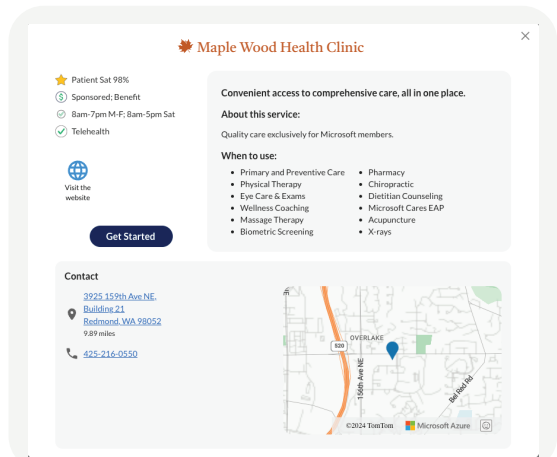 Maple Wood Health Clinic
Patient Sat 98%
Sponsored; Benefit
8am-7pm M-F; 8am-5pm Sat
Telehealth
Visit the
website
Get Started
Convenient access to comprehensive care, all in one place.
About this service:
Quality care exclusively for Microsoft members.
When to use:
• Primary and Preventive Care
• Physical Therapy
• Eye Care & Exams
• Wellness Coaching
• Massage Therapy
• Biometric Screening
• Pharmacy
• Chiropractic
• Dietitian Counseling
• Microsoft Cares EAP
• Acupuncture
• X-rays
Contact
3925 159th Ave NE,
Building 21
Redmond, WA 98052
9.89 miles
425-216-0550
520
OVERLAKE
156th Ave NE
Bel Red Rd
©2024 TomTom
Microsoft Azure